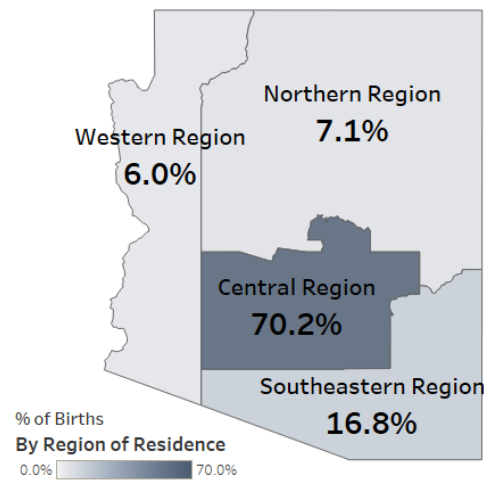 Northern Region
7.1%
Western Region
6.0%
Central Region
70.2%
Southeastern Region
16.8%
% of Births
By Region of Residence
0.0% 70.0%